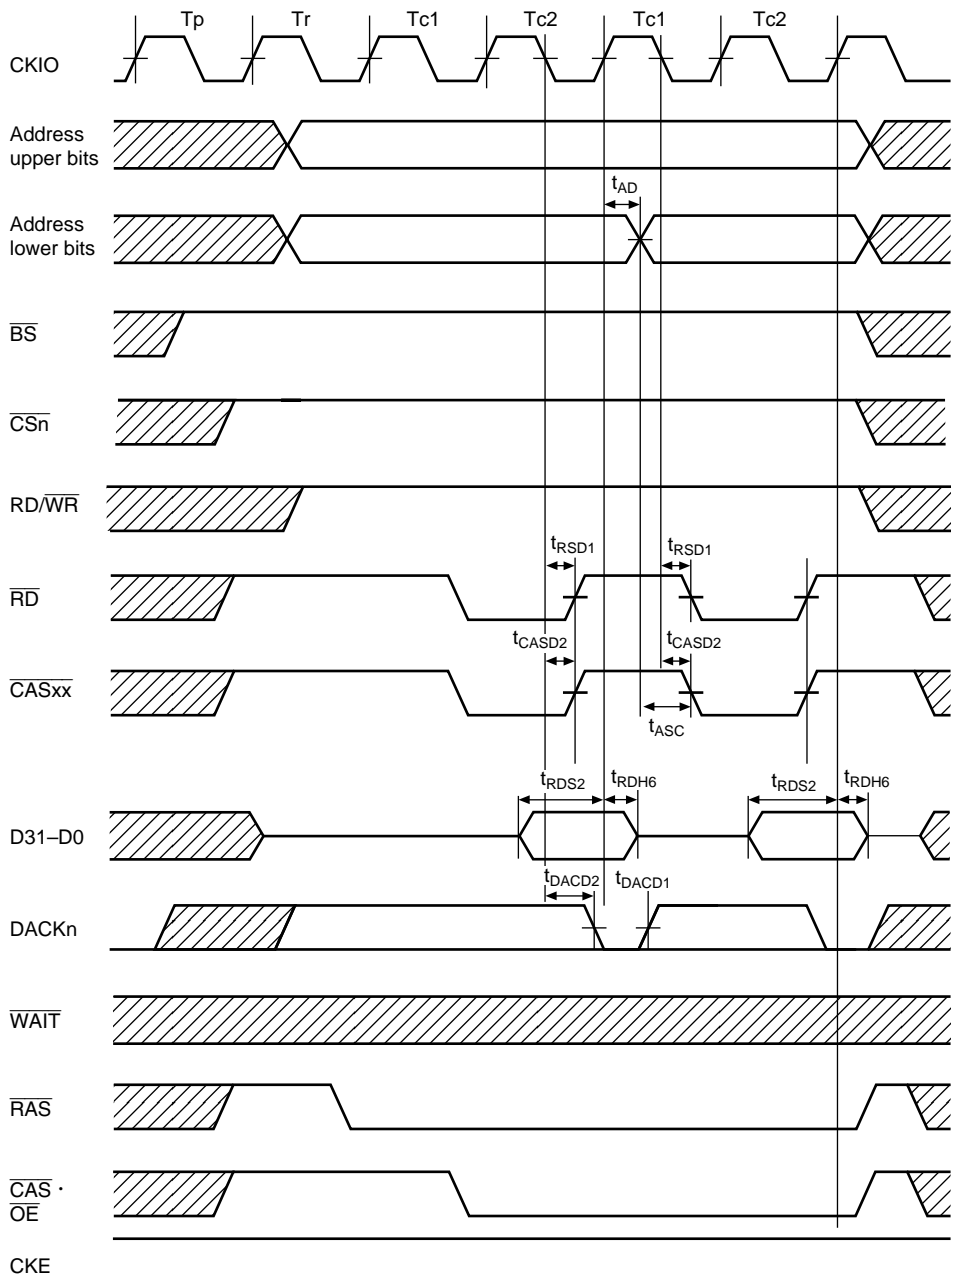 Tp Tr Tc1 Tc2 Tc1 Tc2
CKIO
Address
upper bits
tAD
Address
lower bits
BS
CSn
RD/WR
tRSD1 tRSD1
RD
tCASD2 tCASD2
CASxx
tASC
tRDS2 tRDH6 tRDS2 tRDH6
D31–D0
tDACD2 tDACD1
DACKn
WAIT
RAS
CAS ·
OE
CKE